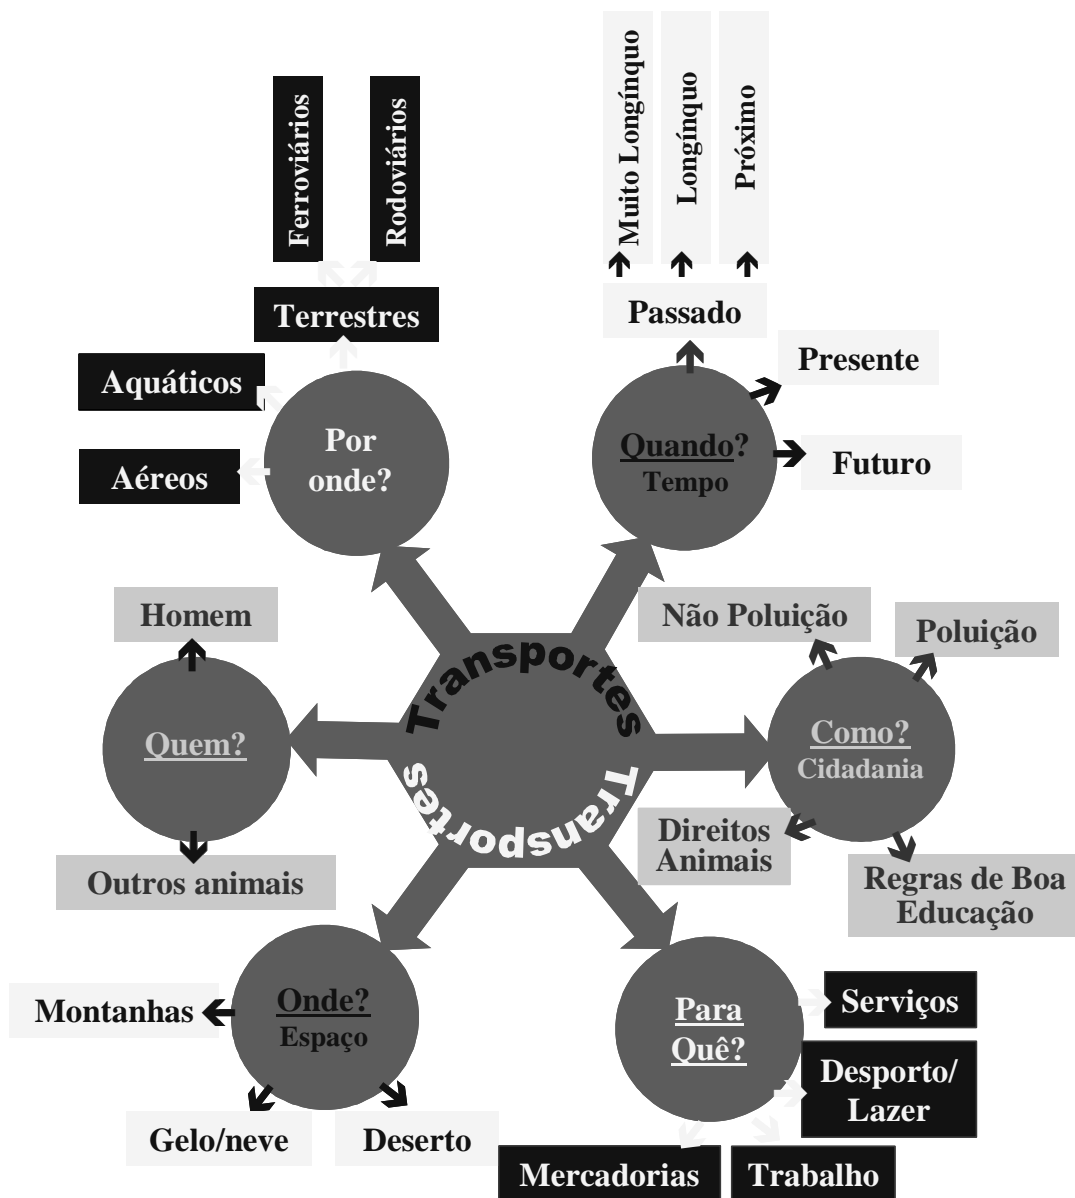 Muito Longínquo
Longínquo
Próximo
Ferroviários
Rodoviários
Terrestres
Passado
Aquáticos
Presente
Por
onde?
Quando?
Tempo
Aéreos
Futuro
Homem
Não Poluição
Poluição
Transportes
Quem?
Como?
Cidadania
Transportes
Direitos
Animais
Outros animais
Regras de Boa
Educação
Montanhas
Onde?
Espaço
Para
Quê?
Serviços
Desporto/
Lazer
Gelo/neve
Deserto
Mercadorias
Trabalho